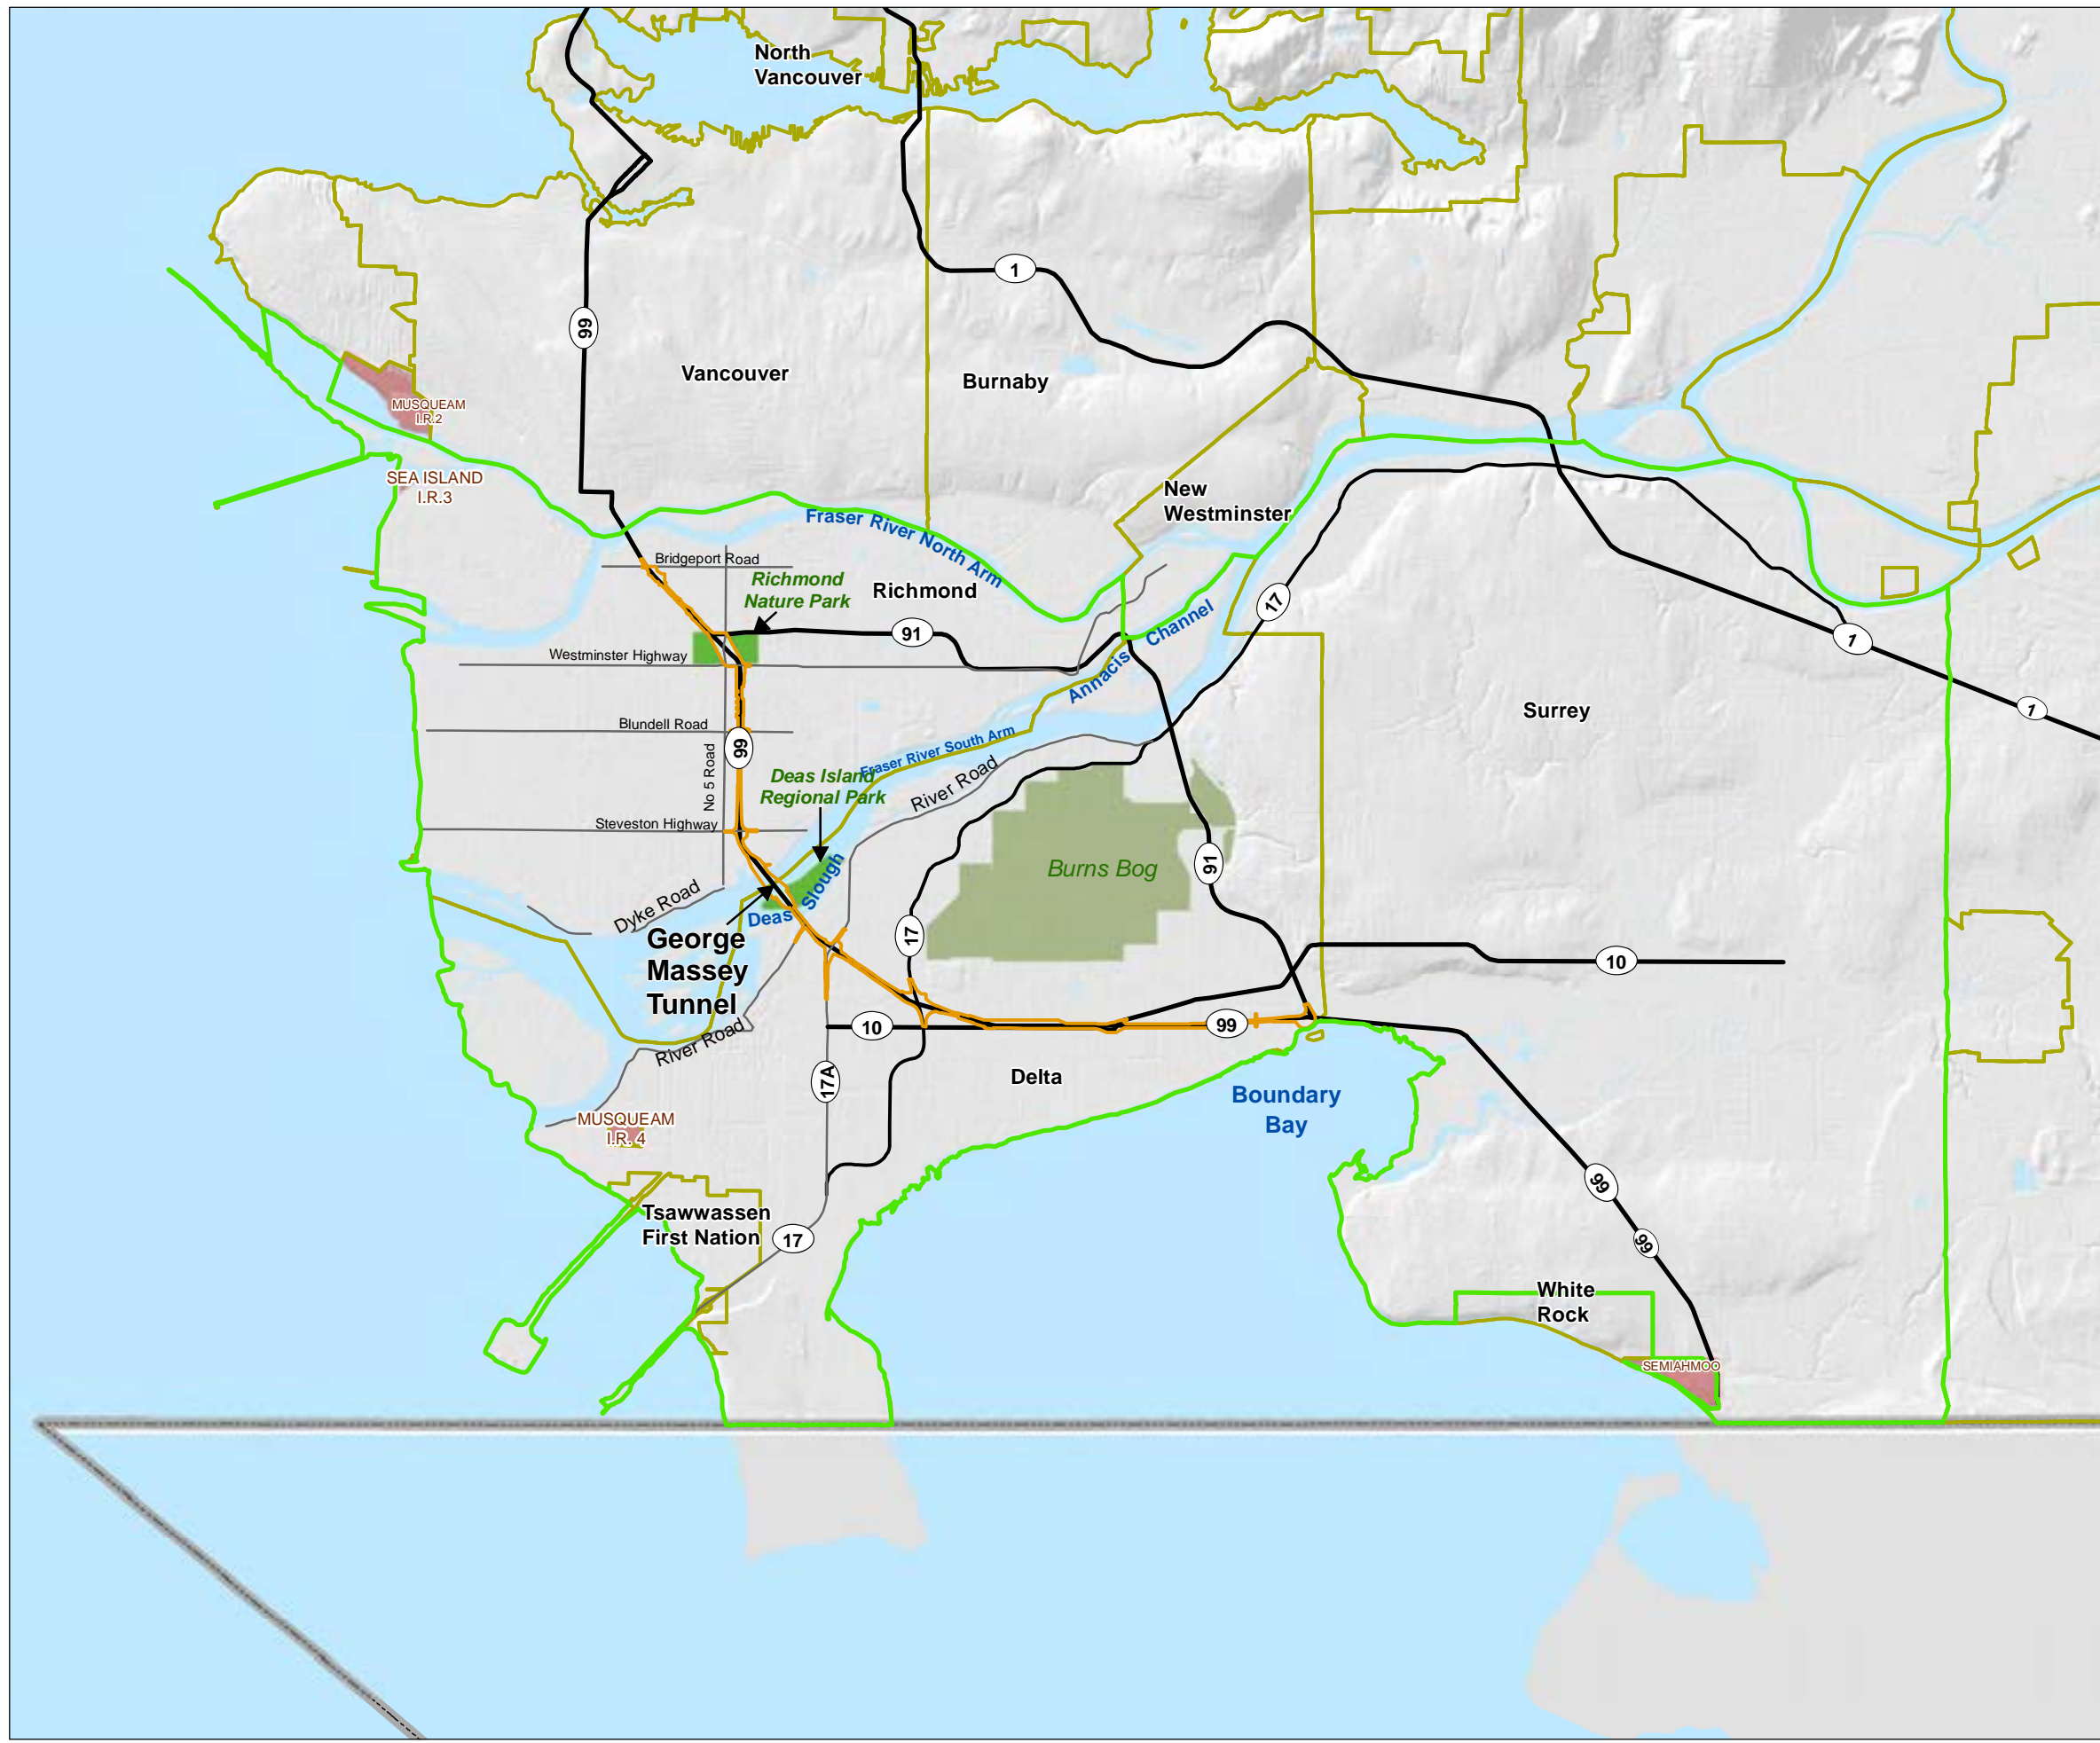 North
Vancouver
1
99
Vancouver
Burnaby
MUSQUEAM
I.R.2
SEA ISLAND
I.R.3
New
Westminster
Fraser River North Arm
Bridgeport Road
Richmond
Nature Park
Richmond
17
91
Annacis Channel
1
Westminster Highway
1
Surrey
Blundell Road
99
No 5 Road
Fraser River South Arm
Deas Island
Regional Park
River Road
Steveston Highway
91
Burns Bog
Deas Slough
Dyke Road
17
George
Massey
Tunnel
10
10
99
River Road
17A
Delta
Boundary
Bay
MUSQUEAM
I.R. 4
99
Tsawwassen
First Nation
17
99
White
Rock
SEMIAHMOO